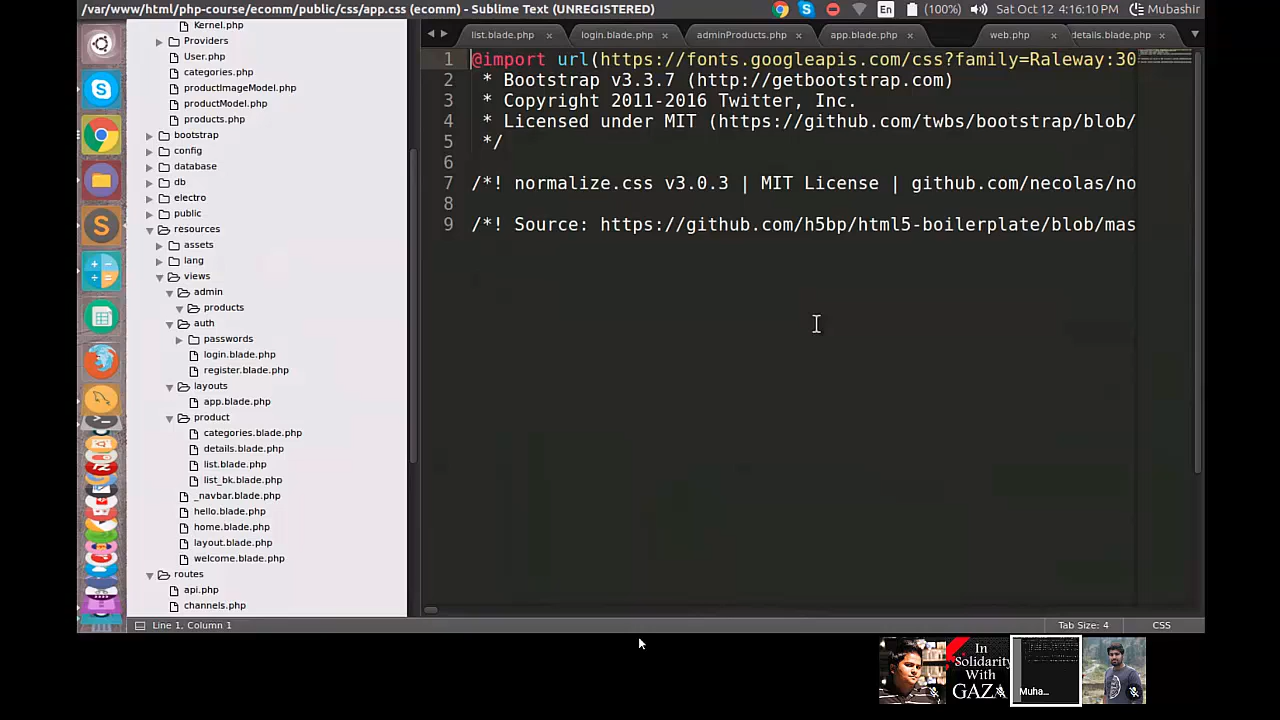 /var/www/html/php-course/ecomm/public/css/app.css (ecomm) - Sublime Text (UNREGISTERED)
En (100%) Sat Oct 12 4:16:10 PM Mubashir
Kernel.php
Providers
User.php
categories.php
productImageModel.php
productModel.php
products.php
bootstrap
config
database
db
electro
public
resources
assets
lang
views
admin
products
auth
passwords
login.blade.php
register.blade.php
layouts
app.blade.php
product
categories.blade.php
details.blade.php
list.blade.php
list_bk.blade.php
_navbar.blade.php
hello.blade.php
home.blade.php
layout.blade.php
welcome.blade.php
routes
api.php
channels.php
list.blade.php × login.blade.php × adminProducts.php × app.blade.php × web.php × details.blade.php ×
1 @import url(https://fonts.googleapis.com/css?family=Raleway:30
2 * Bootstrap v3.3.7 (http://getbootstrap.com)
3 * Copyright 2011-2016 Twitter, Inc.
4 * Licensed under MIT (https://github.com/twbs/bootstrap/blob/
5 */
6
7 /*! normalize.css v3.0.3 | MIT License | github.com/necolas/no
8
9 /*! Source: https://github.com/h5bp/html5-boilerplate/blob/mas
Line 1, Column 1
Tab Size: 4 CSS
In
Solidarity
With
GAZA
Muha...